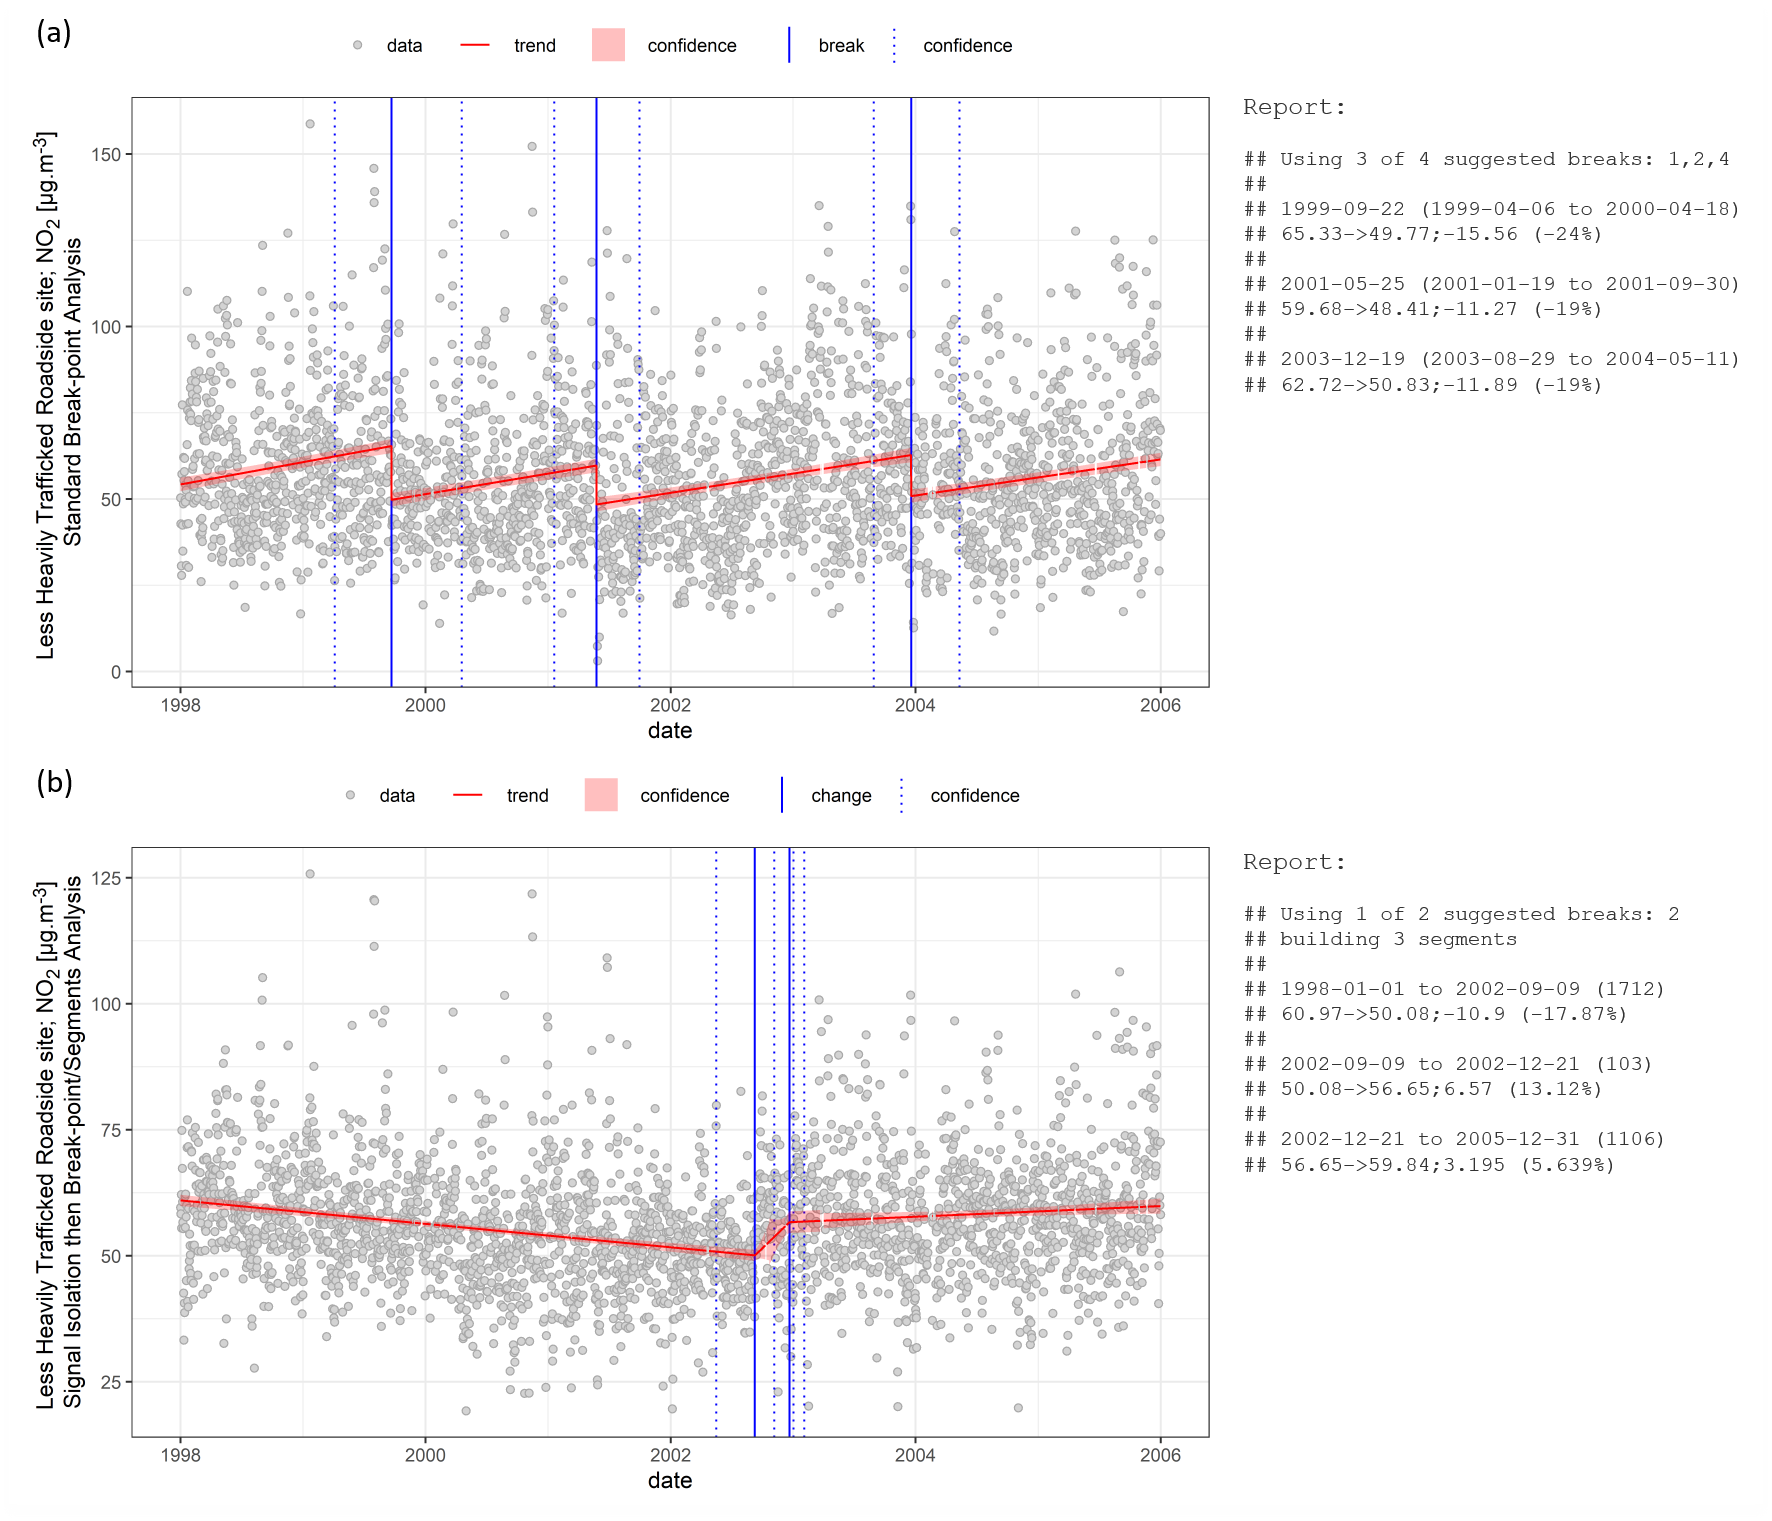 (a)
data trend confidence break confidence
Less Heavily Trafficked Roadside site; NO2 [µg.m-3]
Standard Break-point Analysis
150
100
50
0
1998 2000 2002 2004 2006
date
Report:
## Using 3 of 4 suggested breaks: 1,2,4
##
## 1999-09-22 (1999-04-06 to 2000-04-18)
## 65.33->49.77;-15.56 (-24%)
##
## 2001-05-25 (2001-01-19 to 2001-09-30)
## 59.68->48.41;-11.27 (-19%)
##
## 2003-12-19 (2003-08-29 to 2004-05-11)
## 62.72->50.83;-11.89 (-19%)
(b)
data trend confidence change confidence
Less Heavily Trafficked Roadside site; NO2 [µg.m-3]
Signal Isolation then Break-point/Segments Analysis
125
100
75
50
25
1998 2000 2002 2004 2006
date
Report:
## Using 1 of 2 suggested breaks: 2
## building 3 segments
##
## 1998-01-01 to 2002-09-09 (1712)
## 60.97->50.08;-10.9 (-17.87%)
##
## 2002-09-09 to 2002-12-21 (103)
## 50.08->56.65;6.57 (13.12%)
##
## 2002-12-21 to 2005-12-31 (1106)
## 56.65->59.84;3.195 (5.639%)